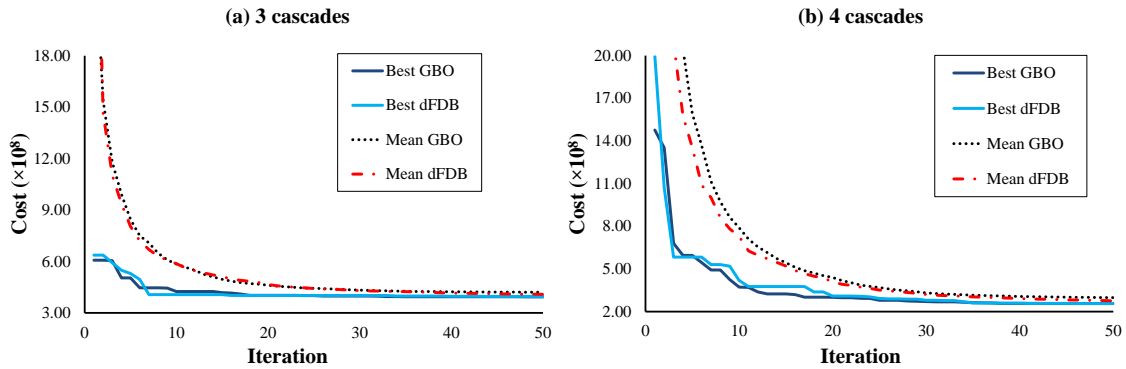 (a) 3 cascades
18.00
15.00
12.00
9.00
6.00
3.00
0
10
20
30
40
50
Cost (×10⁸)
Iteration
Best GBO
Best dFDB
Mean GBO
Mean dFDB
(b) 4 cascades
20.00
17.00
14.00
11.00
8.00
5.00
2.00
0
10
20
30
40
50
Cost (×10⁸)
Iteration
Best GBO
Best dFDB
Mean GBO
Mean dFDB